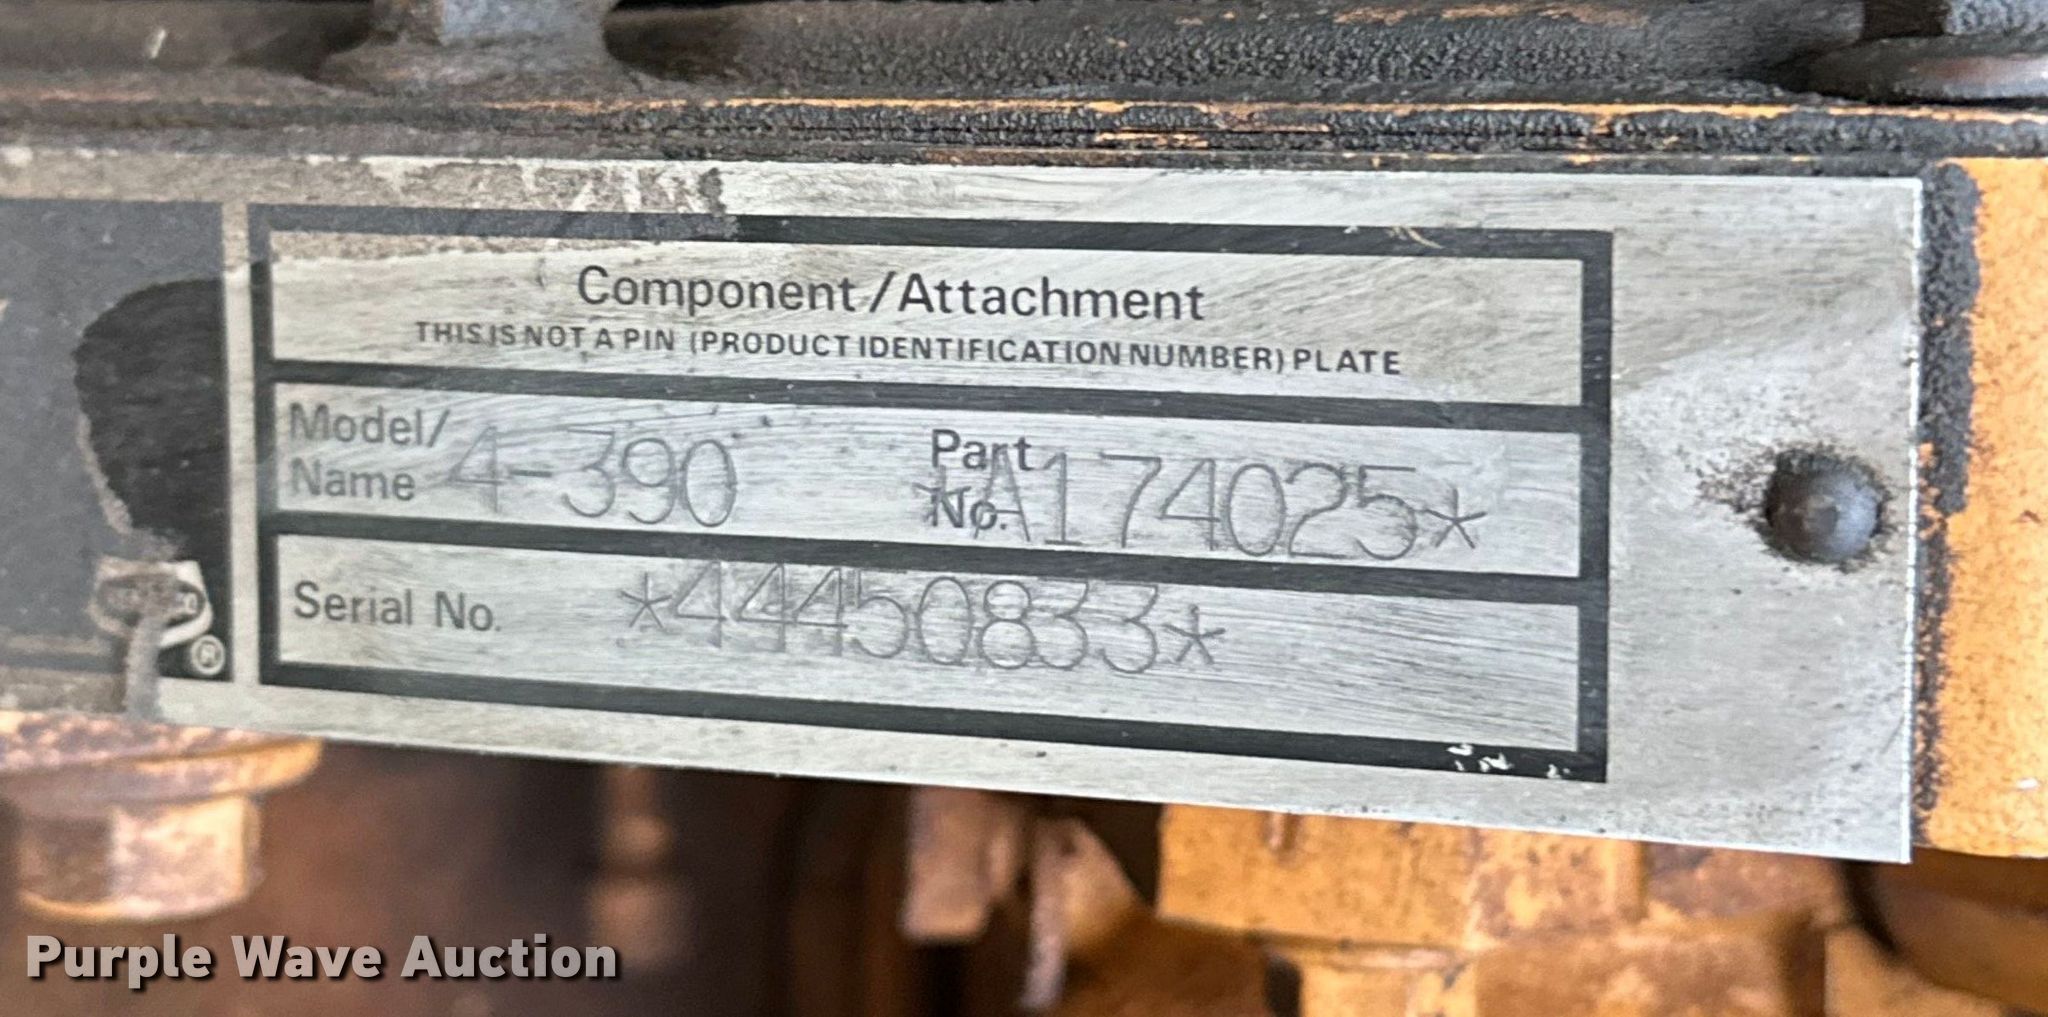 Component/Attachment
THIS IS NOT A PIN (PRODUCT IDENTIFICATION NUMBER) PLATE
Model/Name 4-390 Part No. *A174025*
Serial No. *44450833*
®
Purple Wave Auction